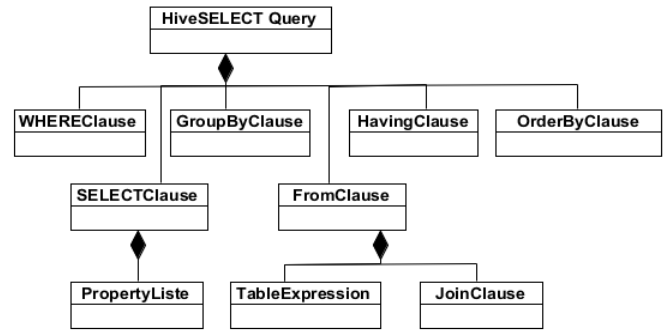 HiveSELECT Query
WHEREClause
GroupByClause
HavingClause
OrderByClause
SELECTClause
FromClause
PropertyListe
TableExpression
JoinClause